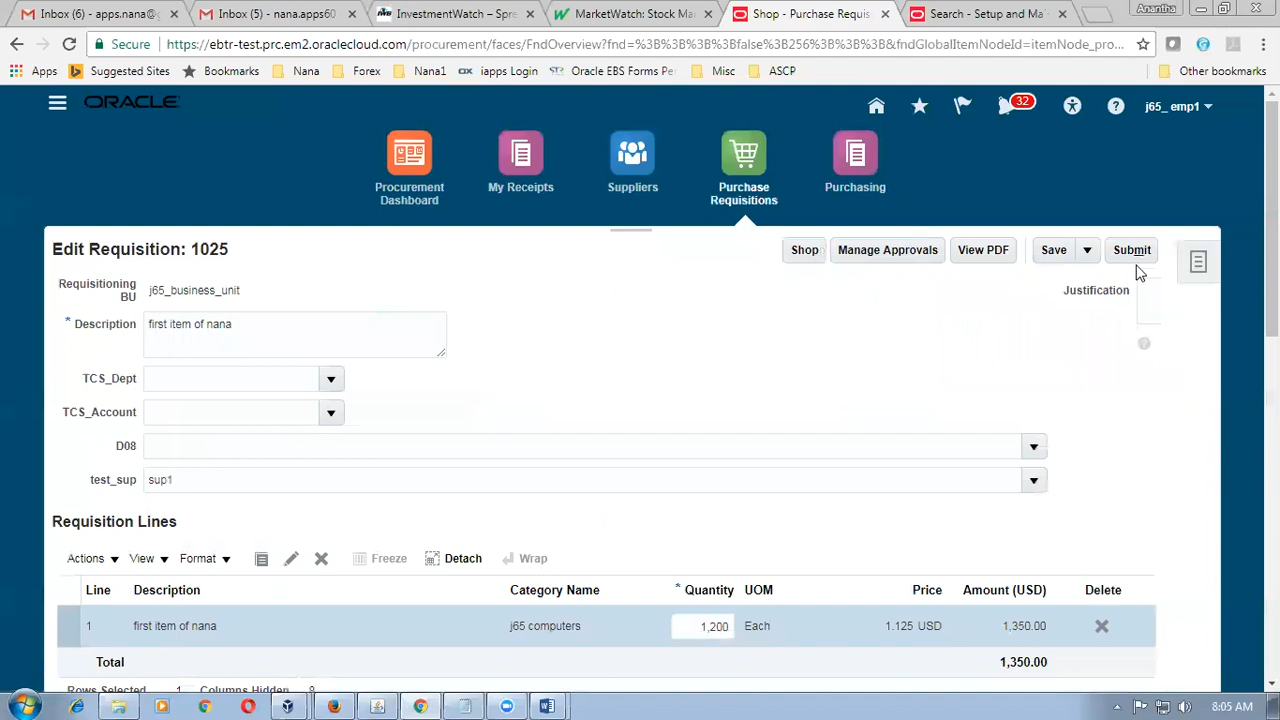 Inbox (6) - apps.nana@g
Inbox (5) - nana.apps60
InvestmentWatch – Spre
MarketWatch: Stock Ma
Shop - Purchase Requis
Search - Setup and Ma
Anantha
Secure
https://ebtr-test.prc.em2.oraclecloud.com/procurement/faces/FndOverview?fnd=%3B%3B%3B%3Bfalse%3B256%3B%3B%3B&fndGlobalItemNodeId=itemNode_pro...
Apps
Suggested Sites
Bookmarks
Nana
Forex
Nana1
iapps Login
Oracle EBS Forms Per
Misc
ASCP
Other bookmarks
ORACLE
32
j65_ emp1
Procurement Dashboard
My Receipts
Suppliers
Purchase Requisitions
Purchasing
Edit Requisition: 1025
Shop
Manage Approvals
View PDF
Save
Submit
Requisitioning BU
j65_business_unit
Justification
* Description
first item of nana
TCS_Dept
TCS_Account
D08
test_sup
sup1
Requisition Lines
Actions
View
Format
Freeze
Detach
Wrap
Line
Description
Category Name
* Quantity
UOM
Price
Amount (USD)
Delete
1
first item of nana
j65 computers
1,200
Each
1.125 USD
1,350.00
Total
1,350.00
Rows Selected 1
Columns Hidden 9
8:05 AM